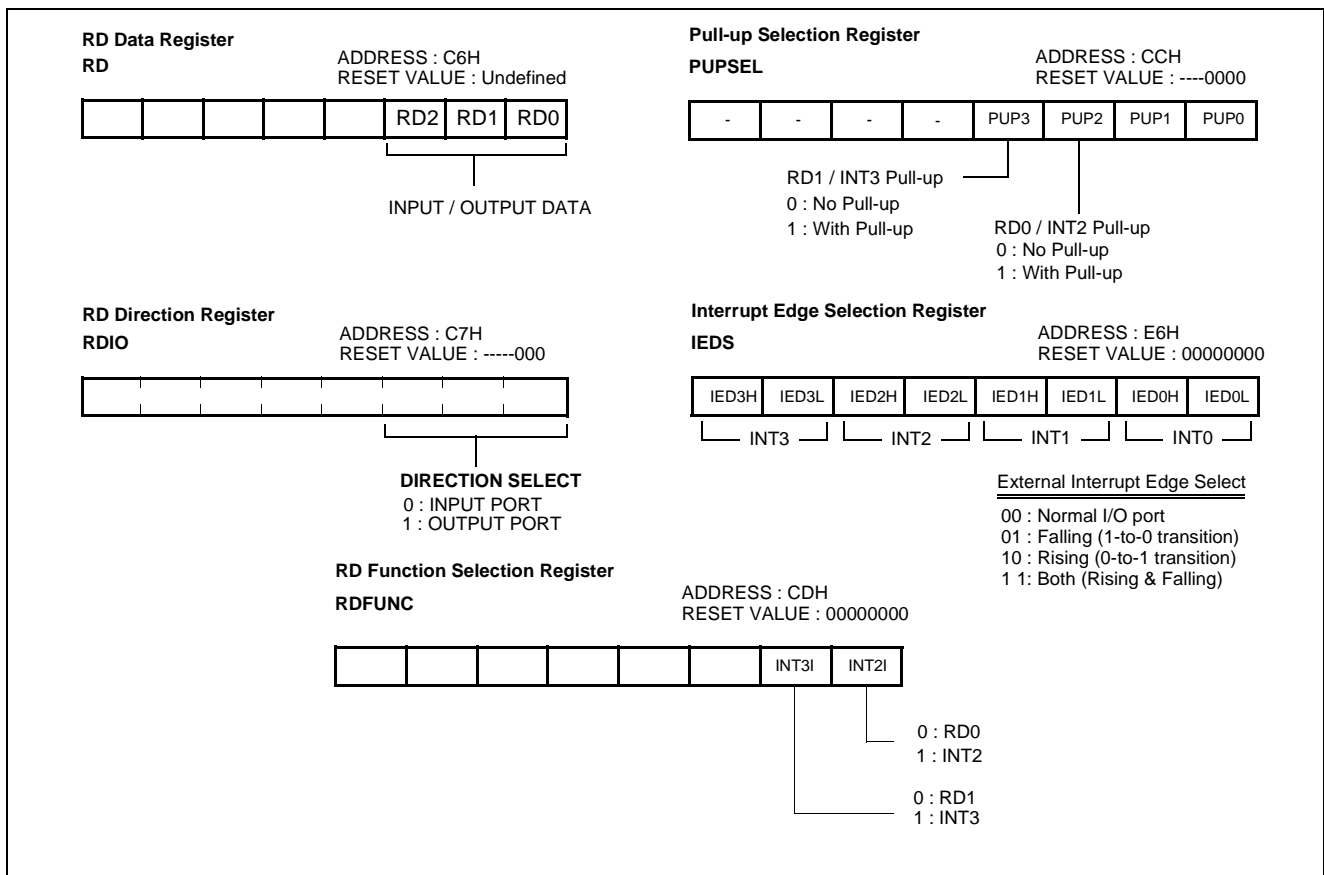 RD Data Register
RD
ADDRESS : C6H
RESET VALUE : Undefined
RD2 RD1 RD0
INPUT / OUTPUT DATA
Pull-up Selection Register
PUPSEL
ADDRESS : CCH
RESET VALUE : ----0000
- - - - PUP3 PUP2 PUP1 PUP0
RD1 / INT3 Pull-up
0 : No Pull-up
1 : With Pull-up
RD0 / INT2 Pull-up
0 : No Pull-up
1 : With Pull-up
RD Direction Register
RDIO
ADDRESS : C7H
RESET VALUE : -----000
DIRECTION SELECT
0 : INPUT PORT
1 : OUTPUT PORT
Interrupt Edge Selection Register
IEDS
ADDRESS : E6H
RESET VALUE : 00000000
IED3H IED3L IED2H IED2L IED1H IED1L IED0H IED0L
INT3 INT2 INT1 INT0
External Interrupt Edge Select
00 : Normal I/O port
01 : Falling (1-to-0 transition)
10 : Rising (0-to-1 transition)
1 1: Both (Rising & Falling)
RD Function Selection Register
RDFUNC
ADDRESS : CDH
RESET VALUE : 00000000
INT3I INT2I
0 : RD0
1 : INT2
0 : RD1
1 : INT3